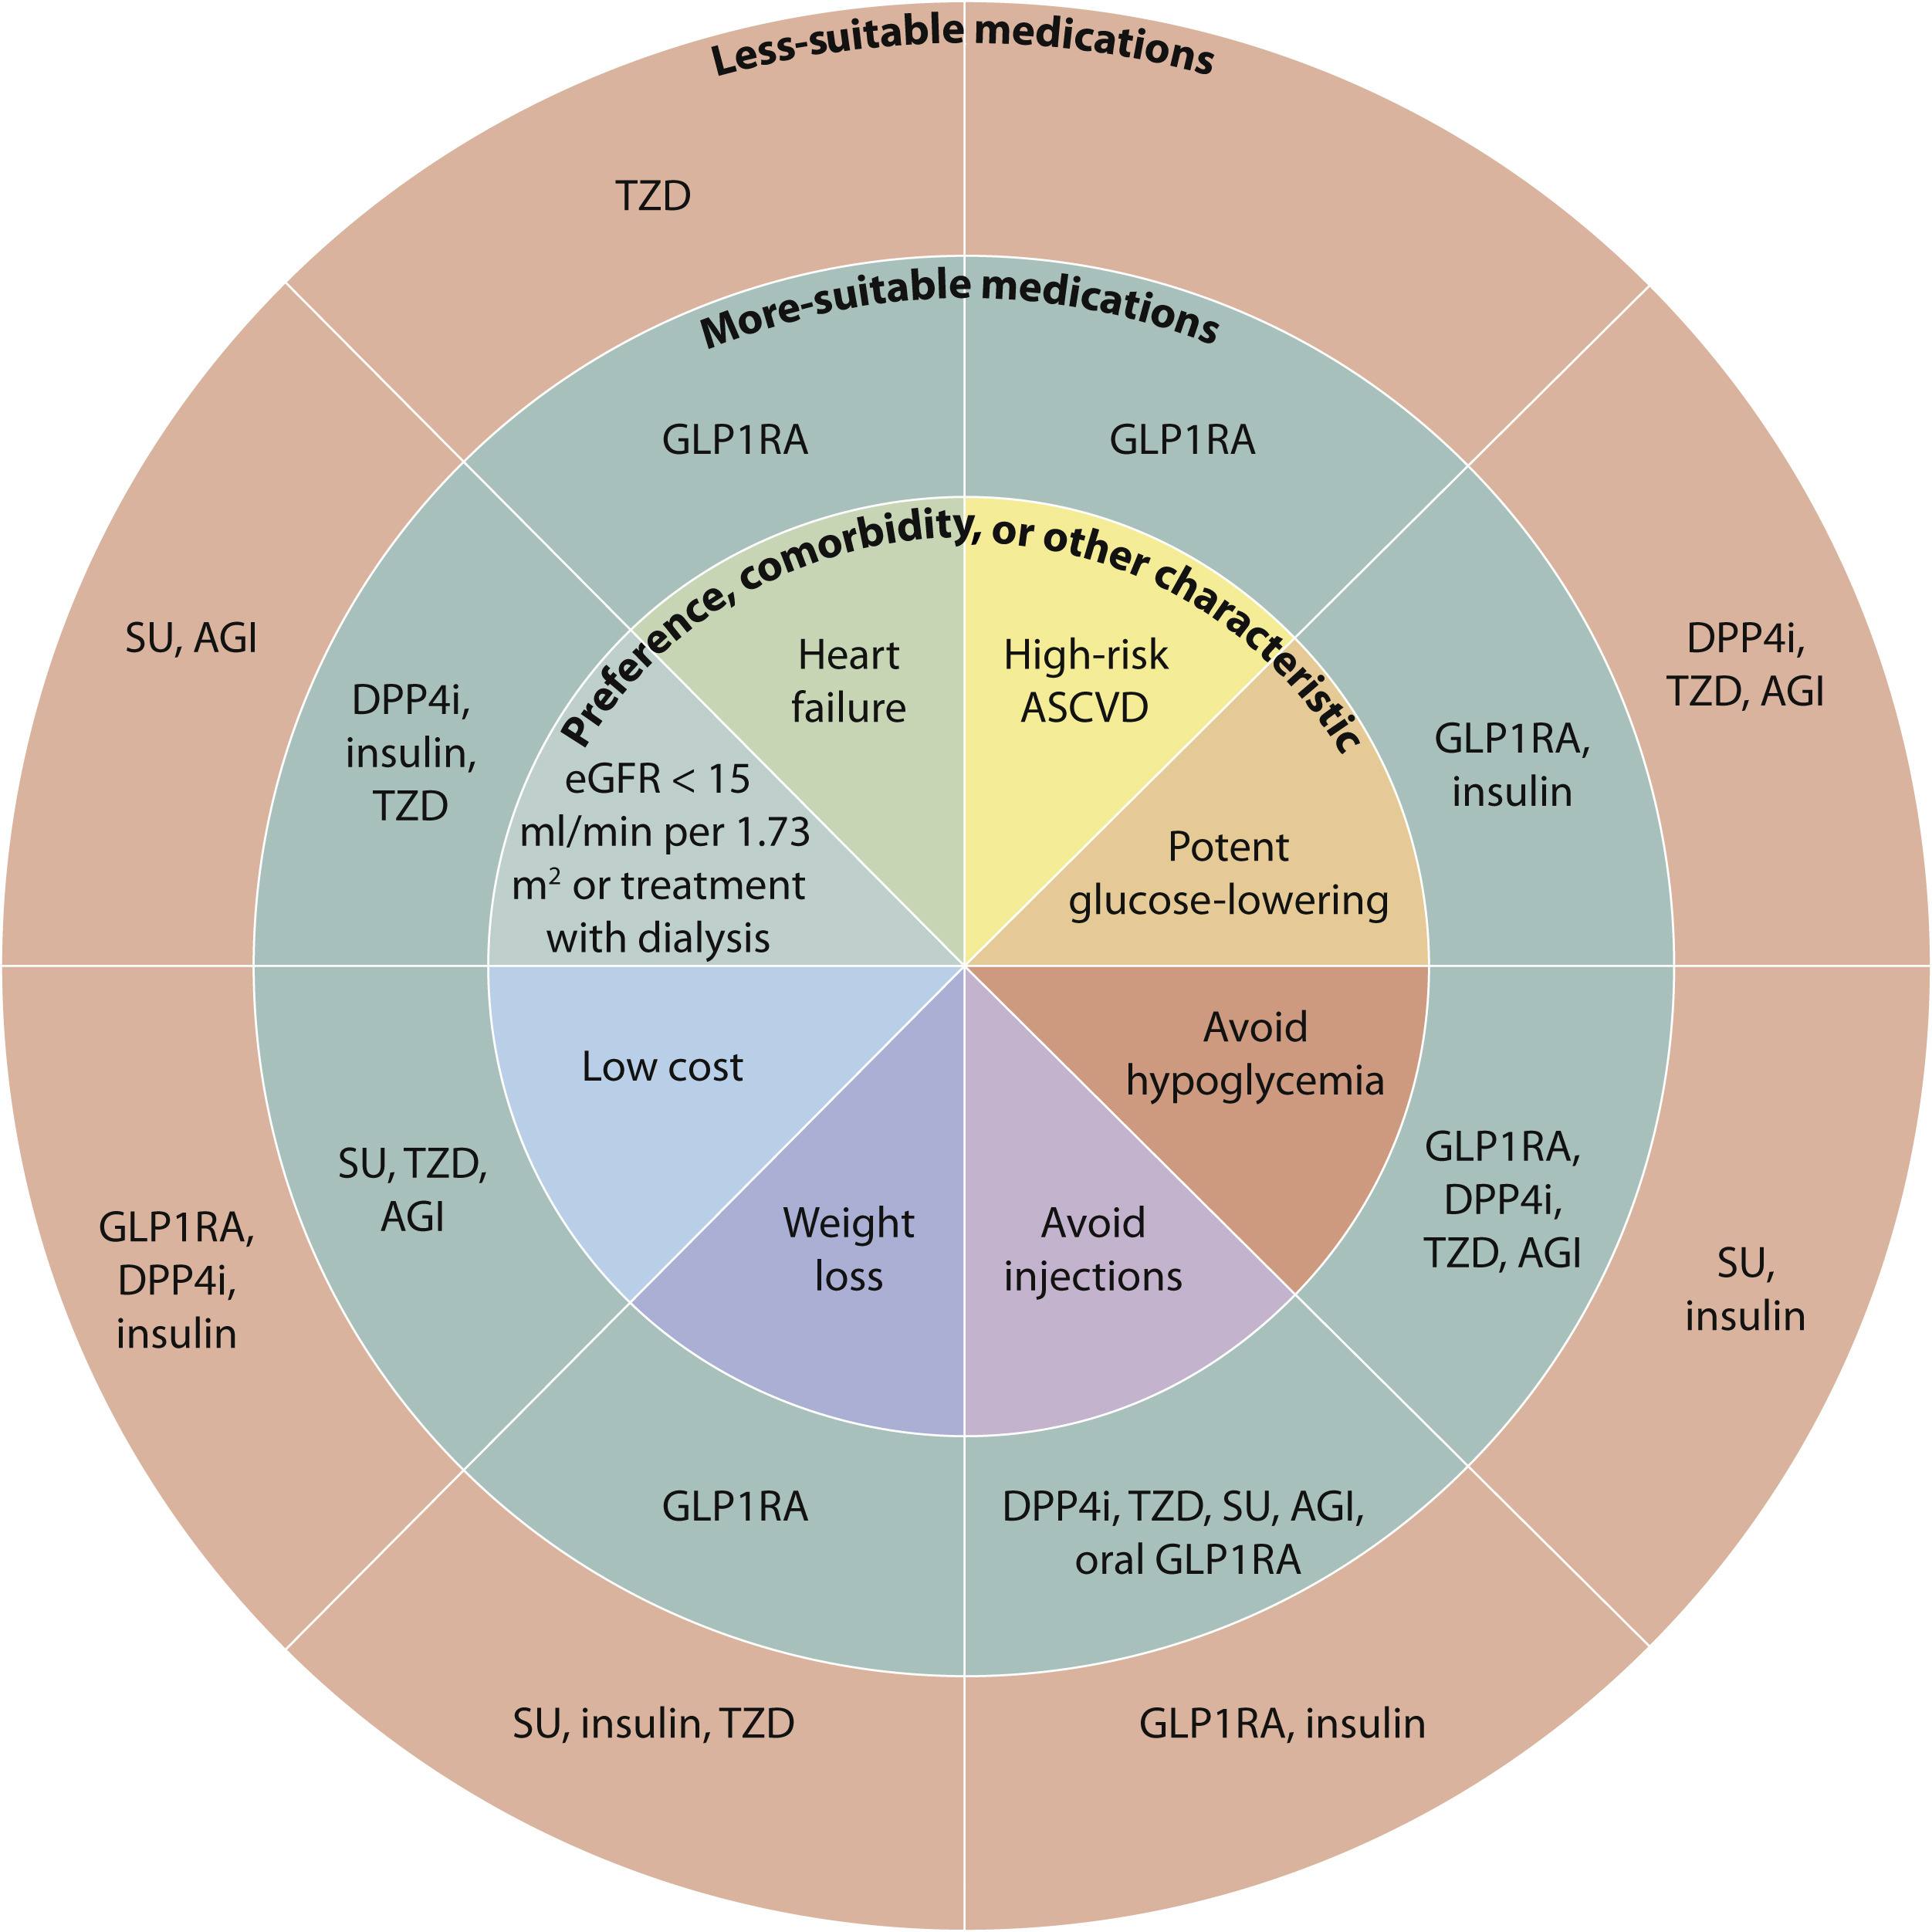 Less-suitable medications
TZD
More-suitable medications
GLP1RA
GLP1RA
Preference, comorbidity, or other characteristic
Heart
failure
High-risk
ASCVD
SU, AGI
DPP4i,
TZD, AGI
DPP4i,
insulin,
TZD
GLP1RA,
insulin
eGFR < 15
ml/min per 1.73
m² or treatment
with dialysis
Potent
glucose-lowering
Low cost
Avoid
hypoglycemia
SU, TZD,
AGI
GLP1RA,
DPP4i,
TZD, AGI
GLP1RA,
DPP4i,
insulin
Weight
loss
Avoid
injections
SU,
insulin
GLP1RA
DPP4i, TZD, SU, AGI,
oral GLP1RA
SU, insulin, TZD
GLP1RA, insulin